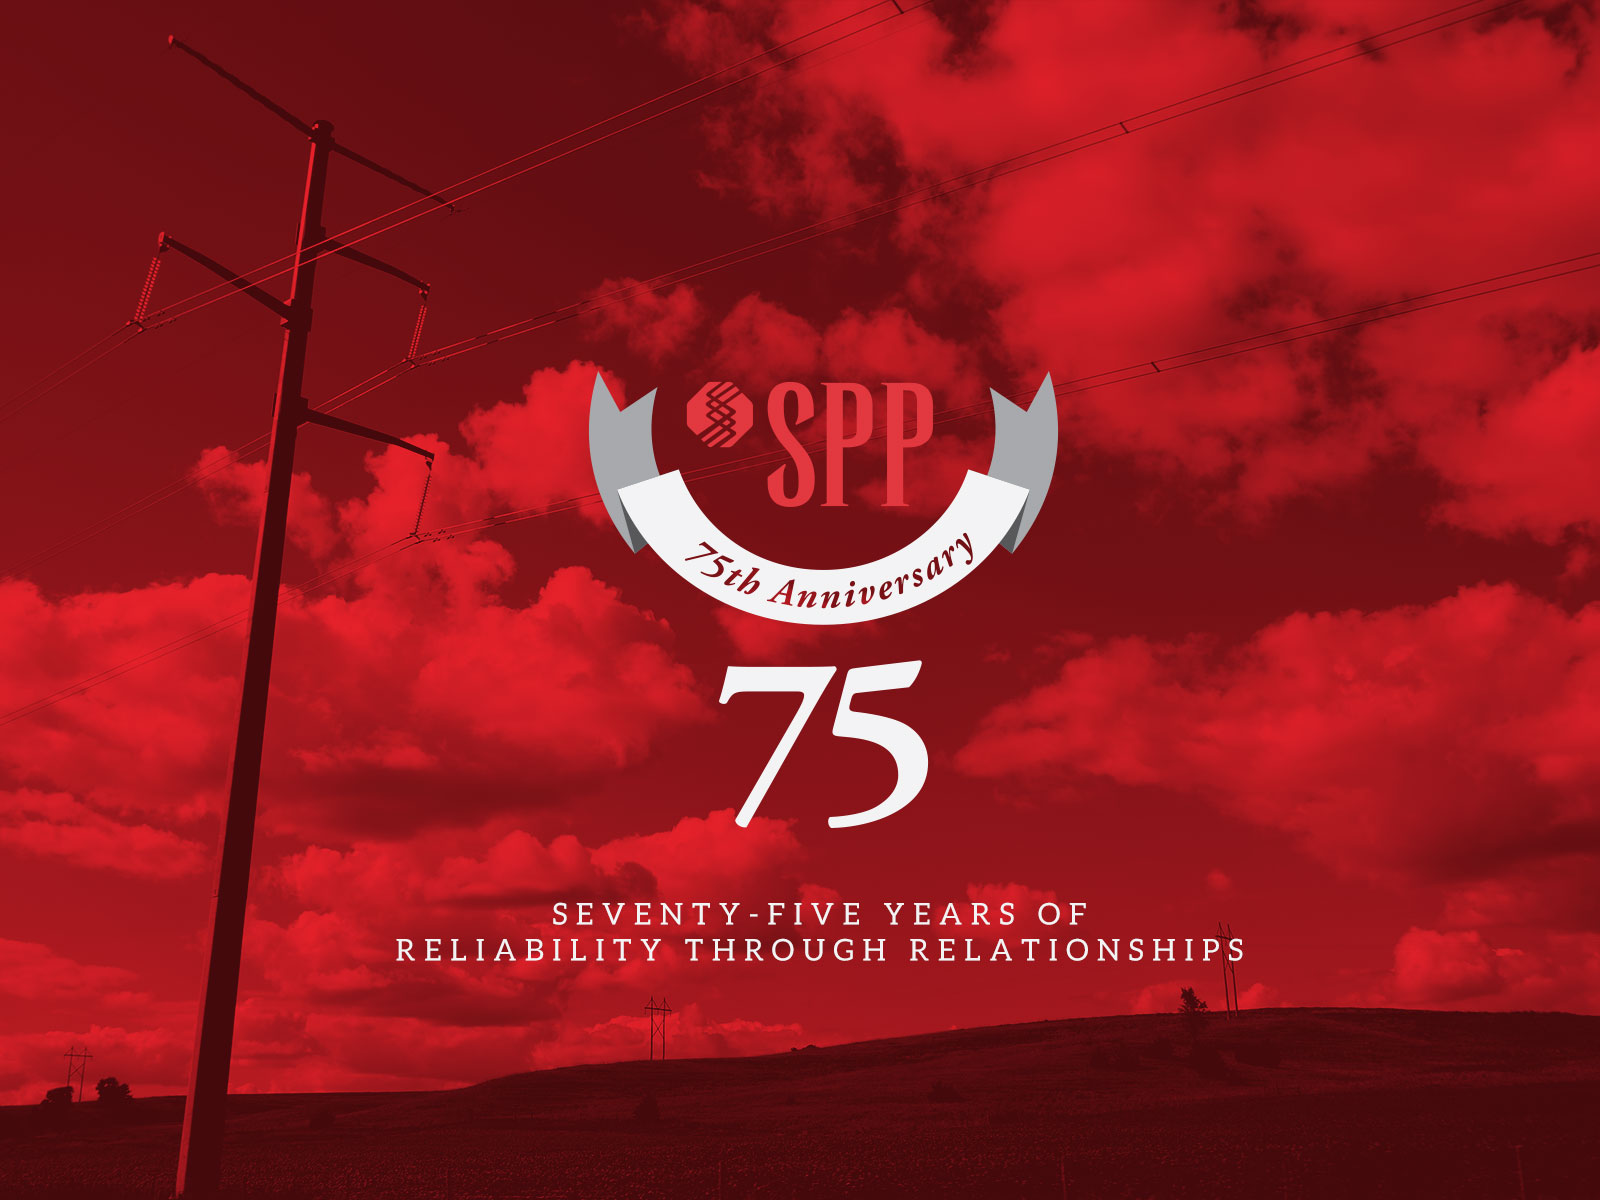 SPP
75th Anniversary
75
SEVENTY-FIVE YEARS OF
RELIABILITY THROUGH RELATIONSHIPS